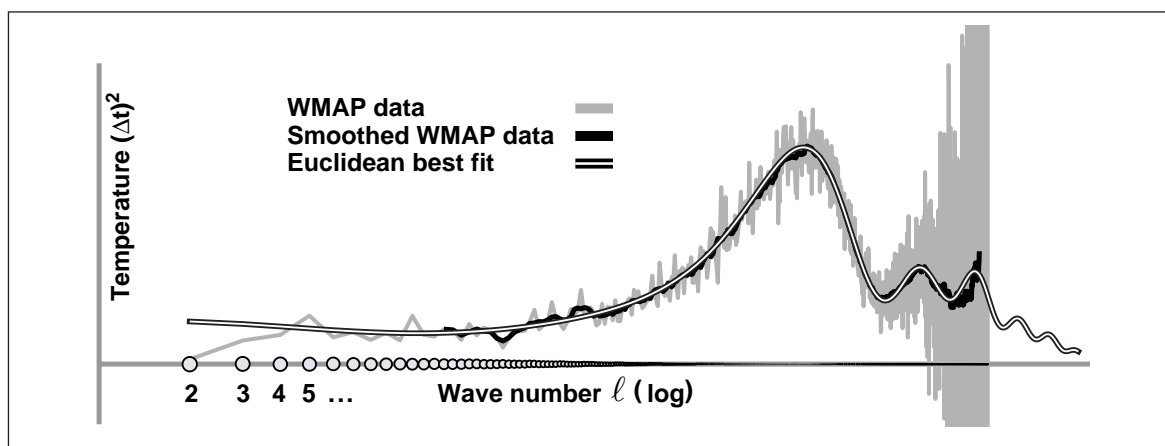 Temperature (Δt)²
WMAP data
Smoothed WMAP data
Euclidean best fit
2 3 4 5 ... Wave number ℓ (log)